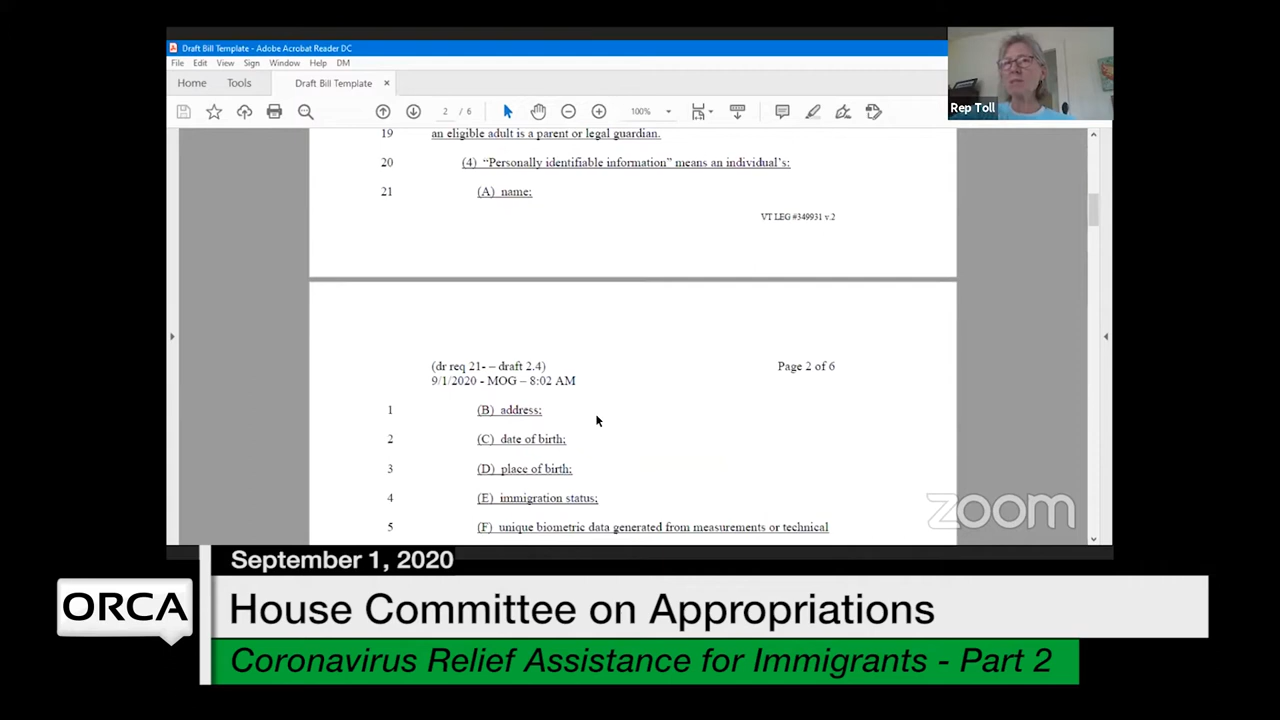 Draft Bill Template - Adobe Acrobat Reader DC
File Edit View Sign Window Help DM
Home Tools Draft Bill Template ×
2 / 6 100%
Rep Toll
19 an eligible adult is a parent or legal guardian.
20 (4) “Personally identifiable information” means an individual’s:
21 (A) name;
VT LEG #349931 v.2
(dr req 21- – draft 2.4) Page 2 of 6
9/1/2020 - MOG – 8:02 AM
1 (B) address;
2 (C) date of birth;
3 (D) place of birth;
4 (E) immigration status;
5 (F) unique biometric data generated from measurements or technical
zoom
September 1, 2020
ORCA
House Committee on Appropriations
Coronavirus Relief Assistance for Immigrants - Part 2